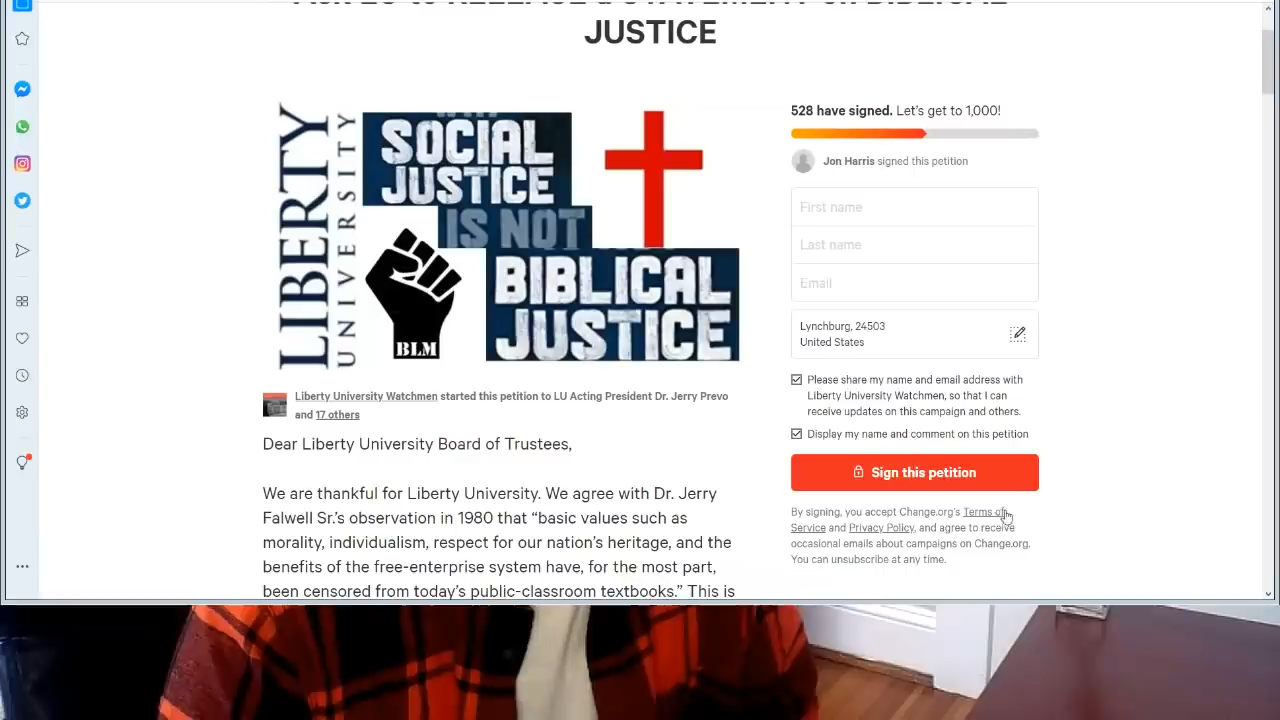 Ask LU to RELEASE a STATEMENT on BIBLICAL
JUSTICE
LIBERTY
UNIVERSITY
SOCIAL
JUSTICE
IS NOT
BIBLICAL
JUSTICE
BLM
528 have signed. Let's get to 1,000!
Jon Harris signed this petition
First name
Last name
Email
Lynchburg, 24503
United States
Please share my name and email address with
Liberty University Watchmen, so that I can
receive updates on this campaign and others.
Display my name and comment on this petition
Sign this petition
By signing, you accept Change.org's Terms of
Service and Privacy Policy, and agree to receive
occasional emails about campaigns on Change.org.
You can unsubscribe at any time.
Liberty University Watchmen started this petition to LU Acting President Dr. Jerry Prevo
and 17 others
Dear Liberty University Board of Trustees,
We are thankful for Liberty University. We agree with Dr. Jerry
Falwell Sr.'s observation in 1980 that “basic values such as
morality, individualism, respect for our nation's heritage, and the
benefits of the free-enterprise system have, for the most part,
been censored from today's public-classroom textbooks.” This is